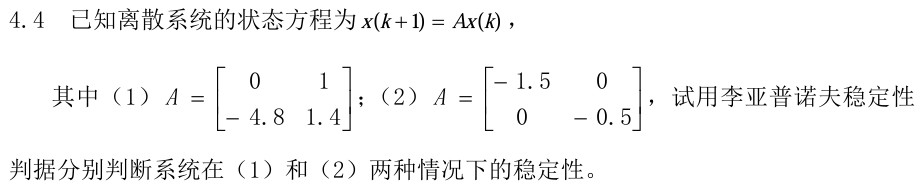 4.4 已知离散系统的状态方程为 x(k+1) = Ax(k)，
其中（1）A = [0 1; -4.8 1.4]；（2）A = [-1.5 0; 0 -0.5]，试用李亚普诺夫稳定性
判据分别判断系统在（1）和（2）两种情况下的稳定性。